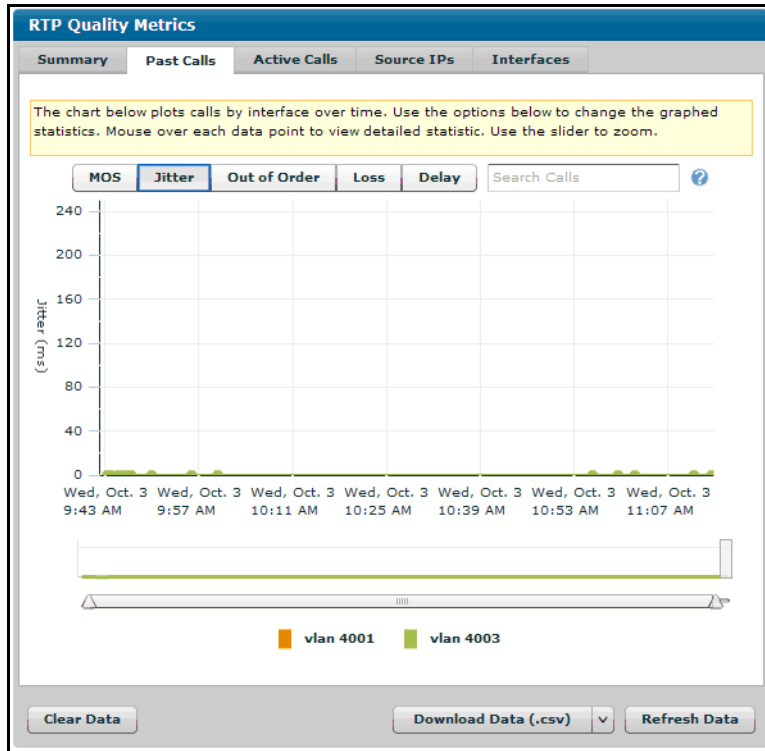 RTP Quality Metrics
Summary Past Calls Active Calls Source IPs Interfaces
The chart below plots calls by interface over time. Use the options below to change the graphed
statistics. Mouse over each data point to view detailed statistic. Use the slider to zoom.
MOS Jitter Out of Order Loss Delay Search Calls ?
240
200
160
120
80
40
0
Jitter (ms)
Wed, Oct. 3 Wed, Oct. 3 Wed, Oct. 3 Wed, Oct. 3 Wed, Oct. 3 Wed, Oct. 3 Wed, Oct. 3
9:43 AM 9:57 AM 10:11 AM 10:25 AM 10:39 AM 10:53 AM 11:07 AM
vlan 4001 vlan 4003
Clear Data Download Data (.csv) Refresh Data